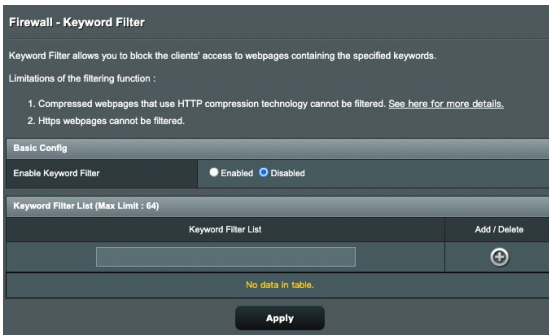 Firewall - Keyword Filter
Keyword Filter allows you to block the clients' access to webpages containing the specified keywords.
Limitations of the filtering function :
1. Compressed webpages that use HTTP compression technology cannot be filtered. See here for more details.
2. Https webpages cannot be filtered.
Basic Config
Enable Keyword Filter Enabled Disabled
Keyword Filter List (Max Limit : 64)
Keyword Filter List Add / Delete
No data in table.
Apply